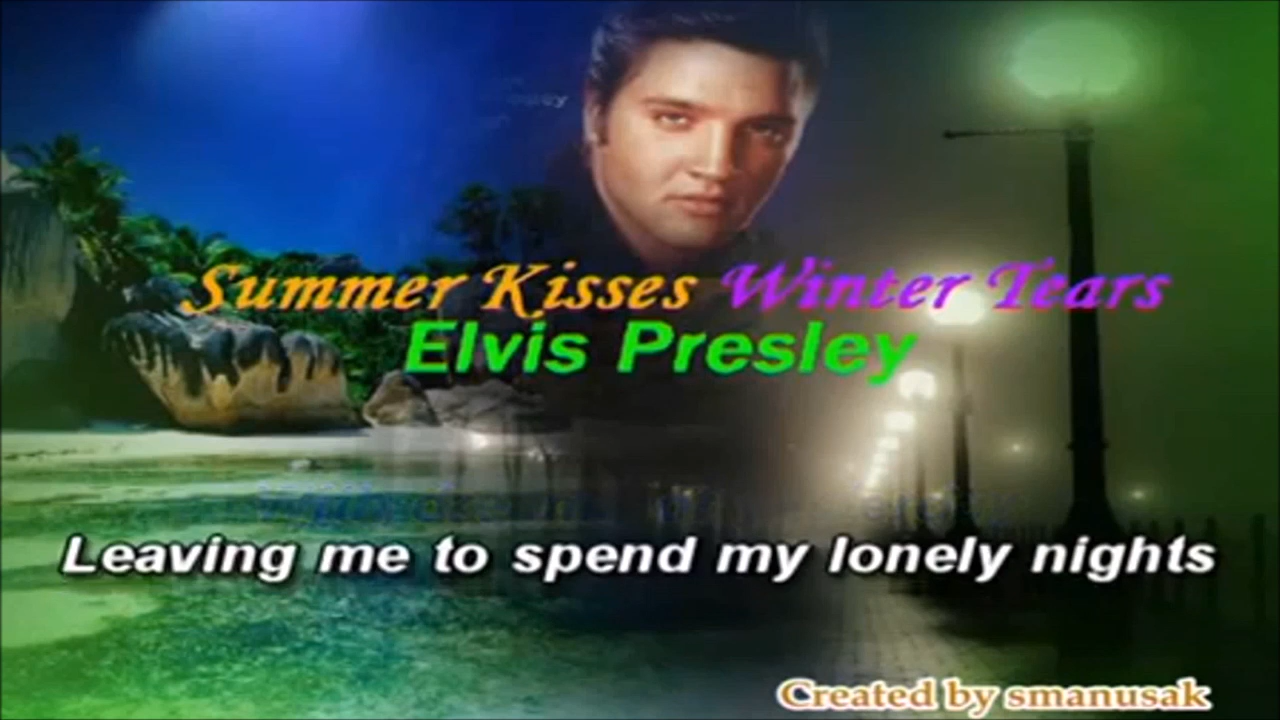 Summer Kisses Winter Tears
Elvis Presley
Leaving me to spend my lonely nights
Created by smanusak